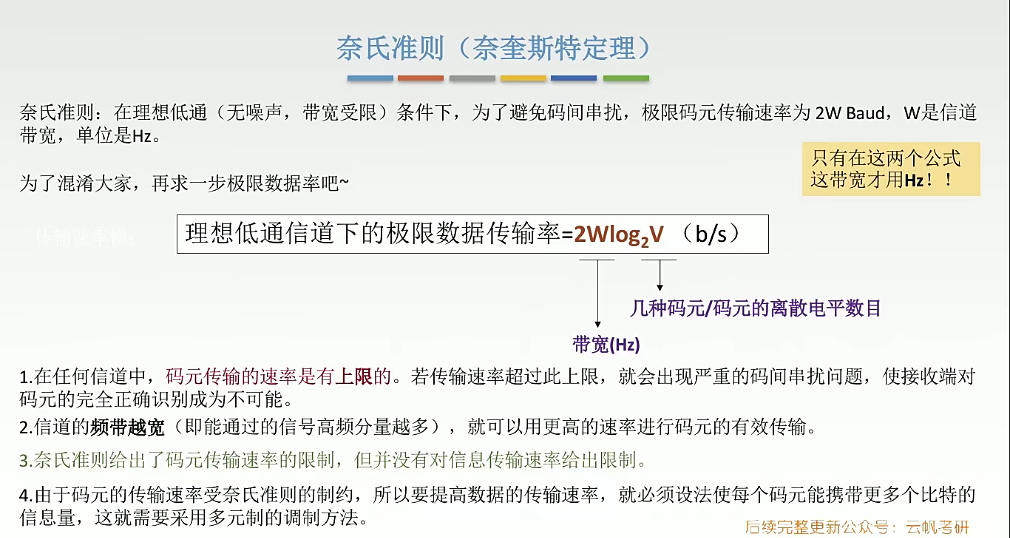 奈氏准则（奈奎斯特定理）
奈氏准则：在理想低通（无噪声，带宽受限）条件下，为了避免码间串扰，极限码元传输速率为 2W Baud，W是信道
带宽，单位是Hz。
只有在这两个公式
这带宽才用Hz！！
为了混淆大家，再求一步极限数据率吧~
理想低通信道下的极限数据传输率=2Wlog₂V （b/s）
几种码元/码元的离散电平数目
带宽(Hz)
1.在任何信道中，码元传输的速率是有上限的。若传输速率超过此上限，就会出现严重的码间串扰问题，使接收端对
码元的完全正确识别成为不可能。
2.信道的频带越宽（即能通过的信号高频分量越多），就可以用更高的速率进行码元的有效传输。
3.奈氏准则给出了码元传输速率的限制，但并没有对信息传输速率给出限制。
4.由于码元的传输速率受奈氏准则的制约，所以要提高数据的传输速率，就必须设法使每个码元能携带更多个比特的
信息量，这就需要采用多元制的调制方法。
后续完整更新公众号：云帆考研